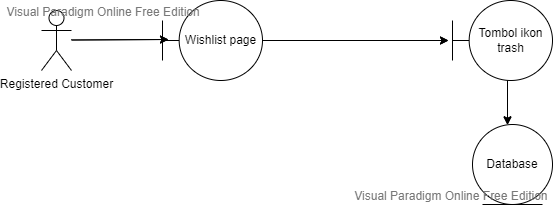 Visual Paradigm Online Free Edition
Wishlist page
Tombol ikon
trash
Registered Customer
Database
Visual Paradigm Online Free Edition